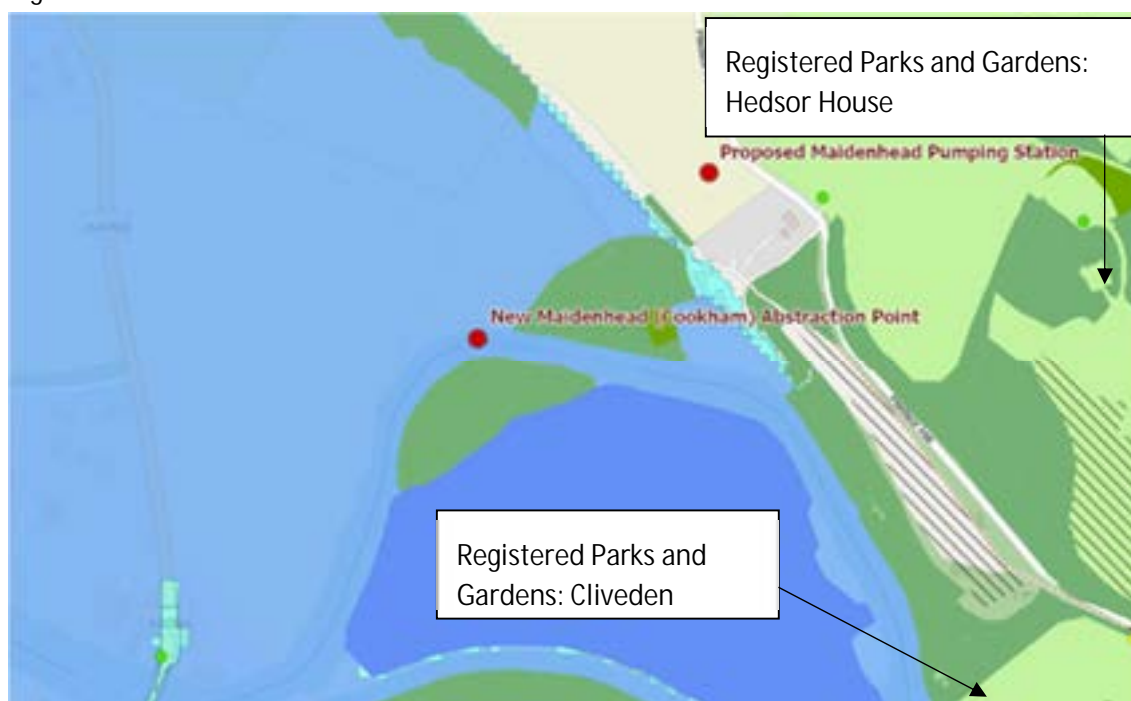 Registered Parks and Gardens:
Hedsor House
Proposed Maidenhead Pumping Station
New Maidenhead (Cookham) Abstraction Point
Registered Parks and
Gardens: Cliveden